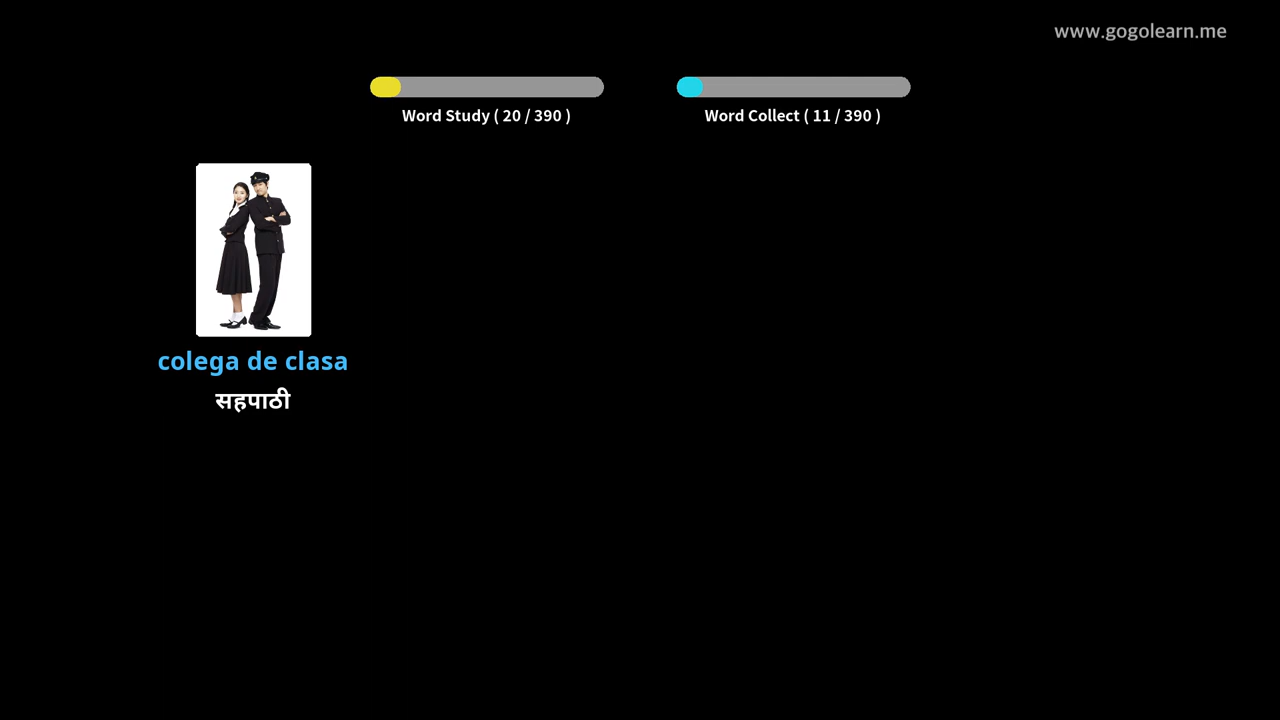 www.gogolearn.me
Word Study ( 20 / 390 )
Word Collect ( 11 / 390 )
colega de clasa
सहपाठी